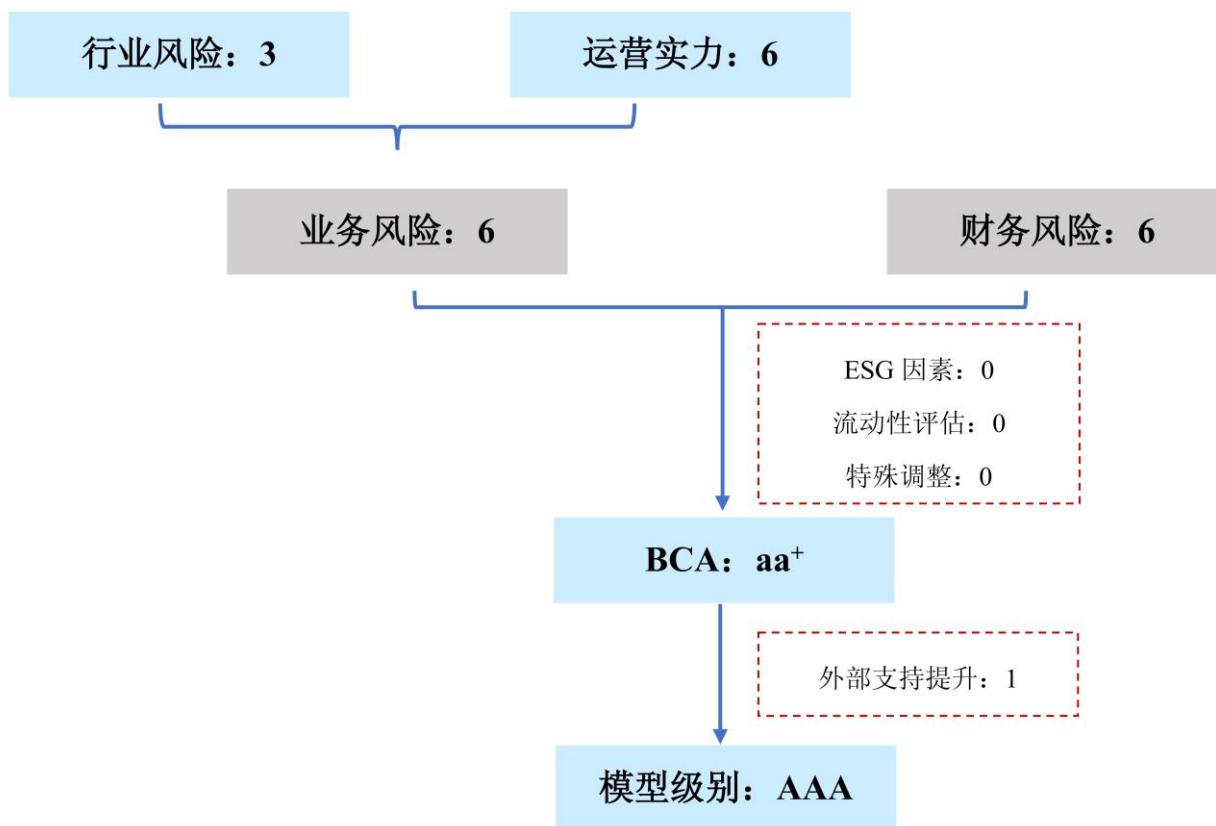 行业风险：3
运营实力：6
业务风险：6
财务风险：6
ESG 因素：0
流动性评估：0
特殊调整：0
BCA：aa⁺
外部支持提升：1
模型级别：AAA